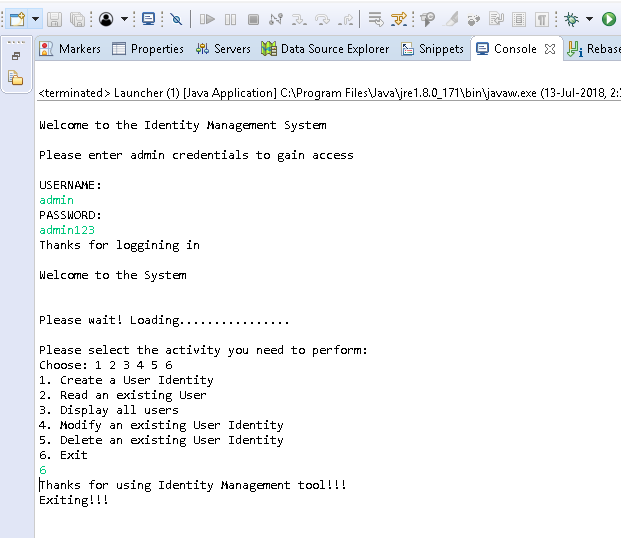 Markers Properties Servers Data Source Explorer Snippets Console Rebase
<terminated> Launcher (1) [Java Application] C:\Program Files\Java\jre1.8.0_171\bin\javaw.exe (13-Jul-2018, 2:
Welcome to the Identity Management System
Please enter admin credentials to gain access
USERNAME:
admin
PASSWORD:
admin123
Thanks for loggining in
Welcome to the System
Please wait! Loading................
Please select the activity you need to perform:
Choose: 1 2 3 4 5 6
1. Create a User Identity
2. Read an existing User
3. Display all users
4. Modify an existing User Identity
5. Delete an existing User Identity
6. Exit
6
Thanks for using Identity Management tool!!!
Exiting!!!